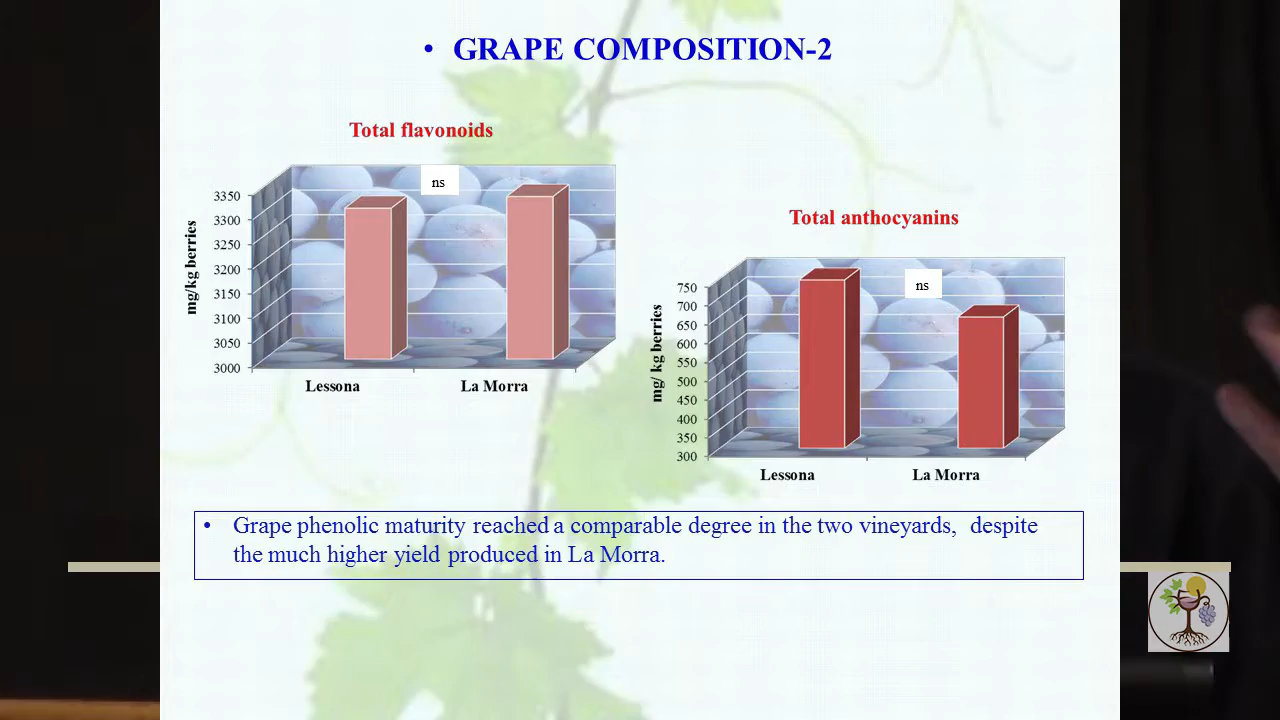 • GRAPE COMPOSITION-2
Total flavonoids
ns
3350
3300
3250
3200
3150
3100
3050
3000
mg/kg berries
Lessona La Morra
Total anthocyanins
ns
750
700
650
600
550
500
450
400
350
300
mg/ kg berries
Lessona La Morra
• Grape phenolic maturity reached a comparable degree in the two vineyards, despite
the much higher yield produced in La Morra.